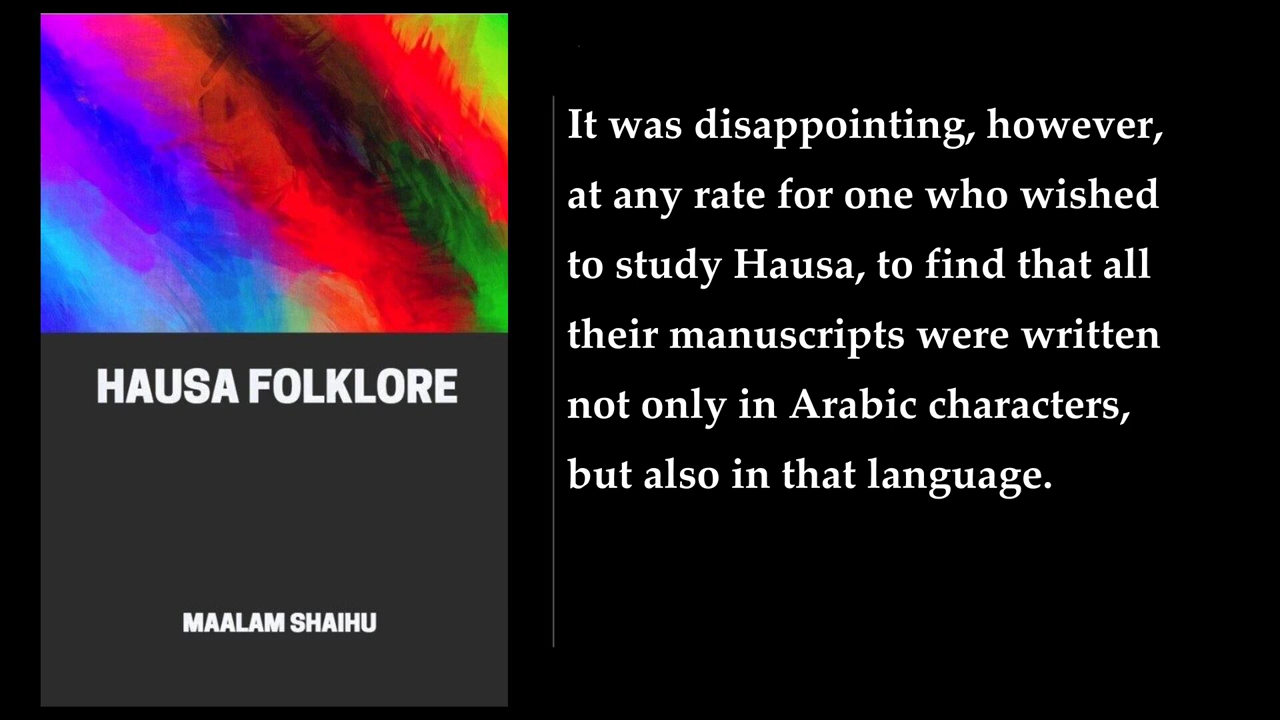 HAUSA FOLKLORE
MAALAM SHAIHU
It was disappointing, however,
at any rate for one who wished
to study Hausa, to find that all
their manuscripts were written
not only in Arabic characters,
but also in that language.